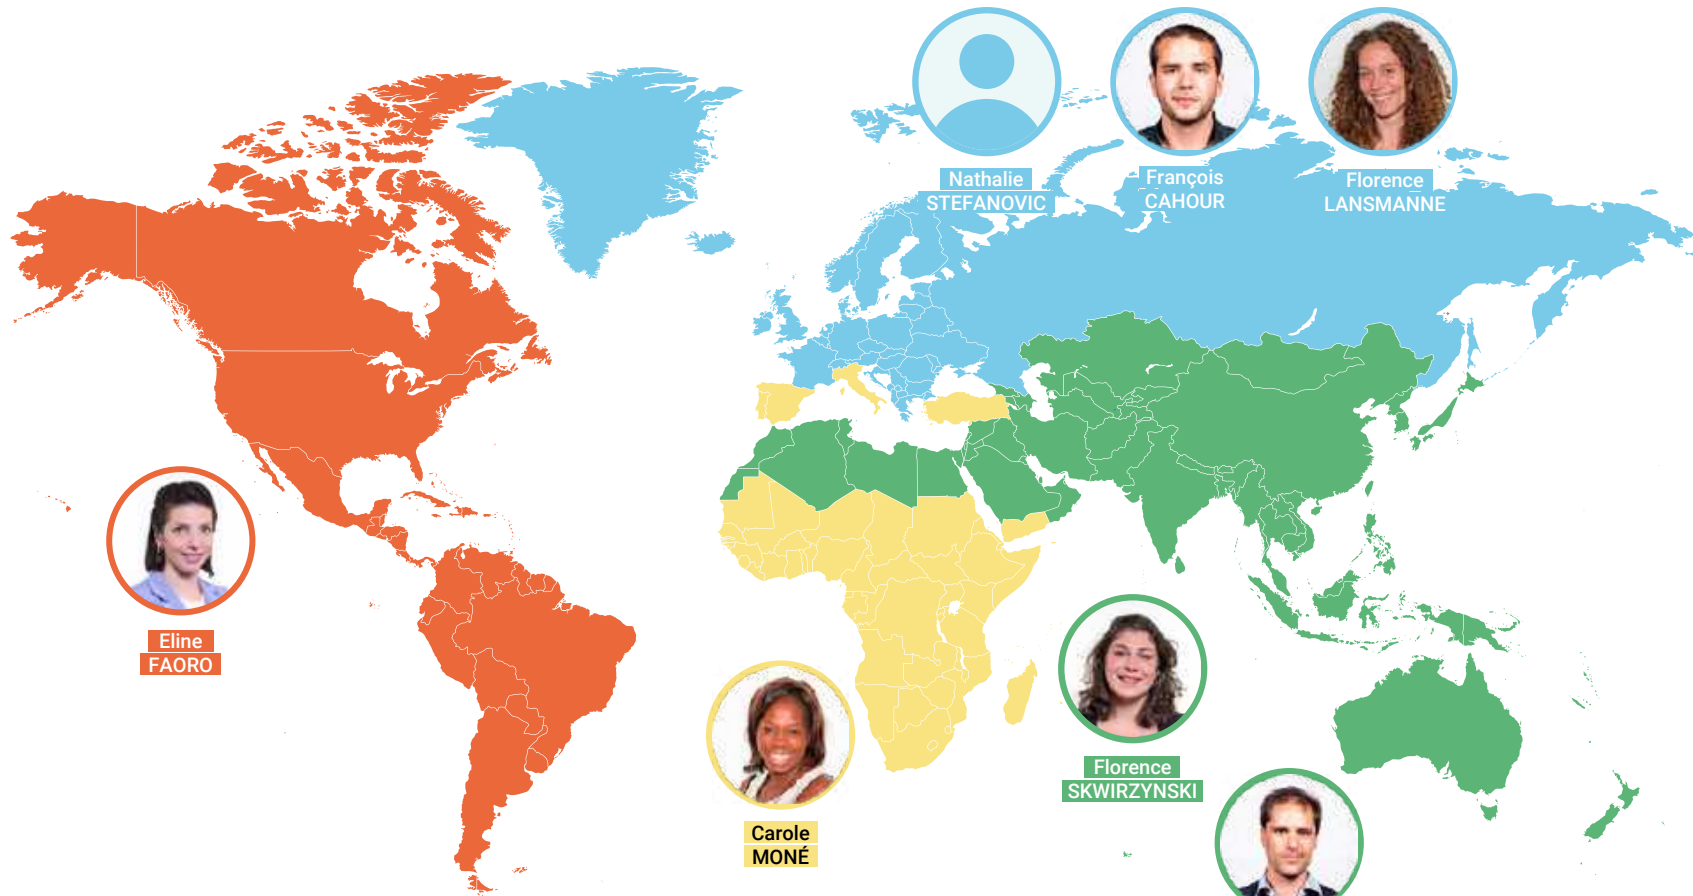 Nathalie
STEFANOVIC
François
CAHOUR
Florence
LANSMANNE
Eline
FAORO
Carole
MONÉ
Florence
SKWIRZYNSKI